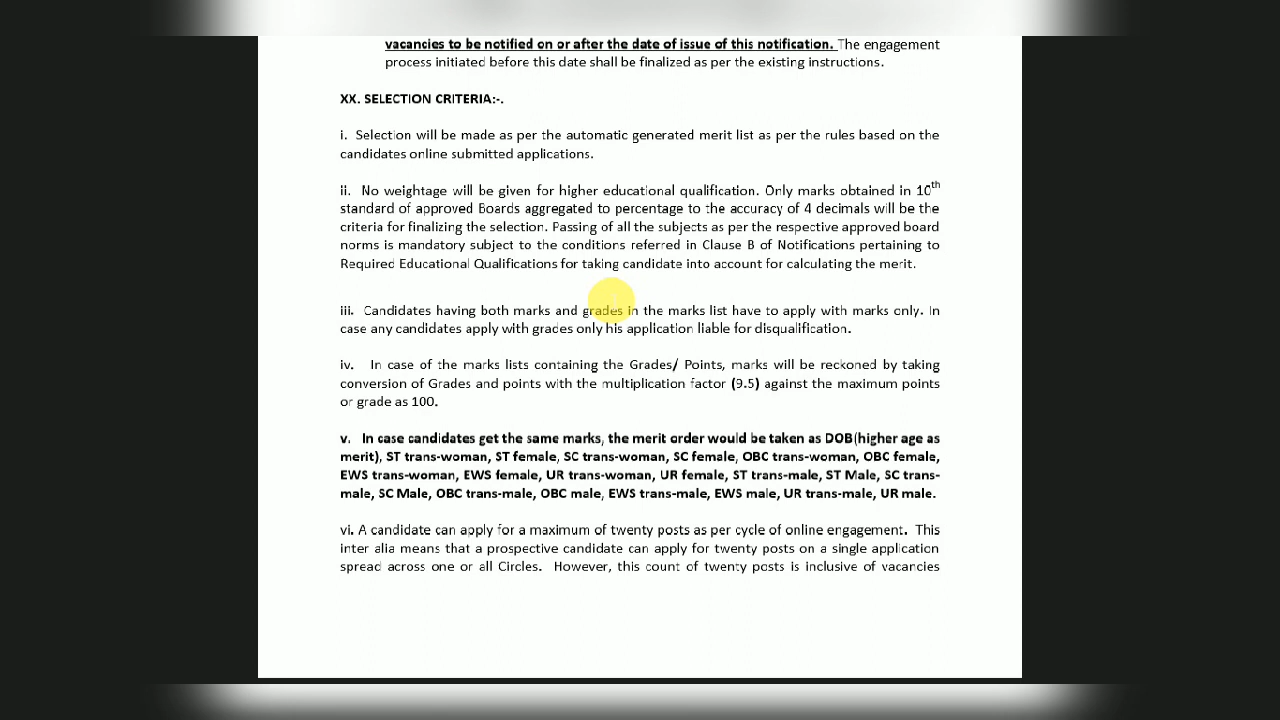 vacancies to be notified on or after the date of issue of this notification. The engagement
process initiated before this date shall be finalized as per the existing instructions.
XX. SELECTION CRITERIA:-.
i. Selection will be made as per the automatic generated merit list as per the rules based on the
candidates online submitted applications.
ii. No weightage will be given for higher educational qualification. Only marks obtained in 10th
standard of approved Boards aggregated to percentage to the accuracy of 4 decimals will be the
criteria for finalizing the selection. Passing of all the subjects as per the respective approved board
norms is mandatory subject to the conditions referred in Clause B of Notifications pertaining to
Required Educational Qualifications for taking candidate into account for calculating the merit.
iii. Candidates having both marks and grades in the marks list have to apply with marks only. In
case any candidates apply with grades only his application liable for disqualification.
iv. In case of the marks lists containing the Grades/ Points, marks will be reckoned by taking
conversion of Grades and points with the multiplication factor (9.5) against the maximum points
or grade as 100.
v. In case candidates get the same marks, the merit order would be taken as DOB(higher age as
merit), ST trans-woman, ST female, SC trans-woman, SC female, OBC trans-woman, OBC female,
EWS trans-woman, EWS female, UR trans-woman, UR female, ST trans-male, ST Male, SC trans-
male, SC Male, OBC trans-male, OBC male, EWS trans-male, EWS male, UR trans-male, UR male.
vi. A candidate can apply for a maximum of twenty posts as per cycle of online engagement. This
inter alia means that a prospective candidate can apply for twenty posts on a single application
spread across one or all Circles. However, this count of twenty posts is inclusive of vacancies